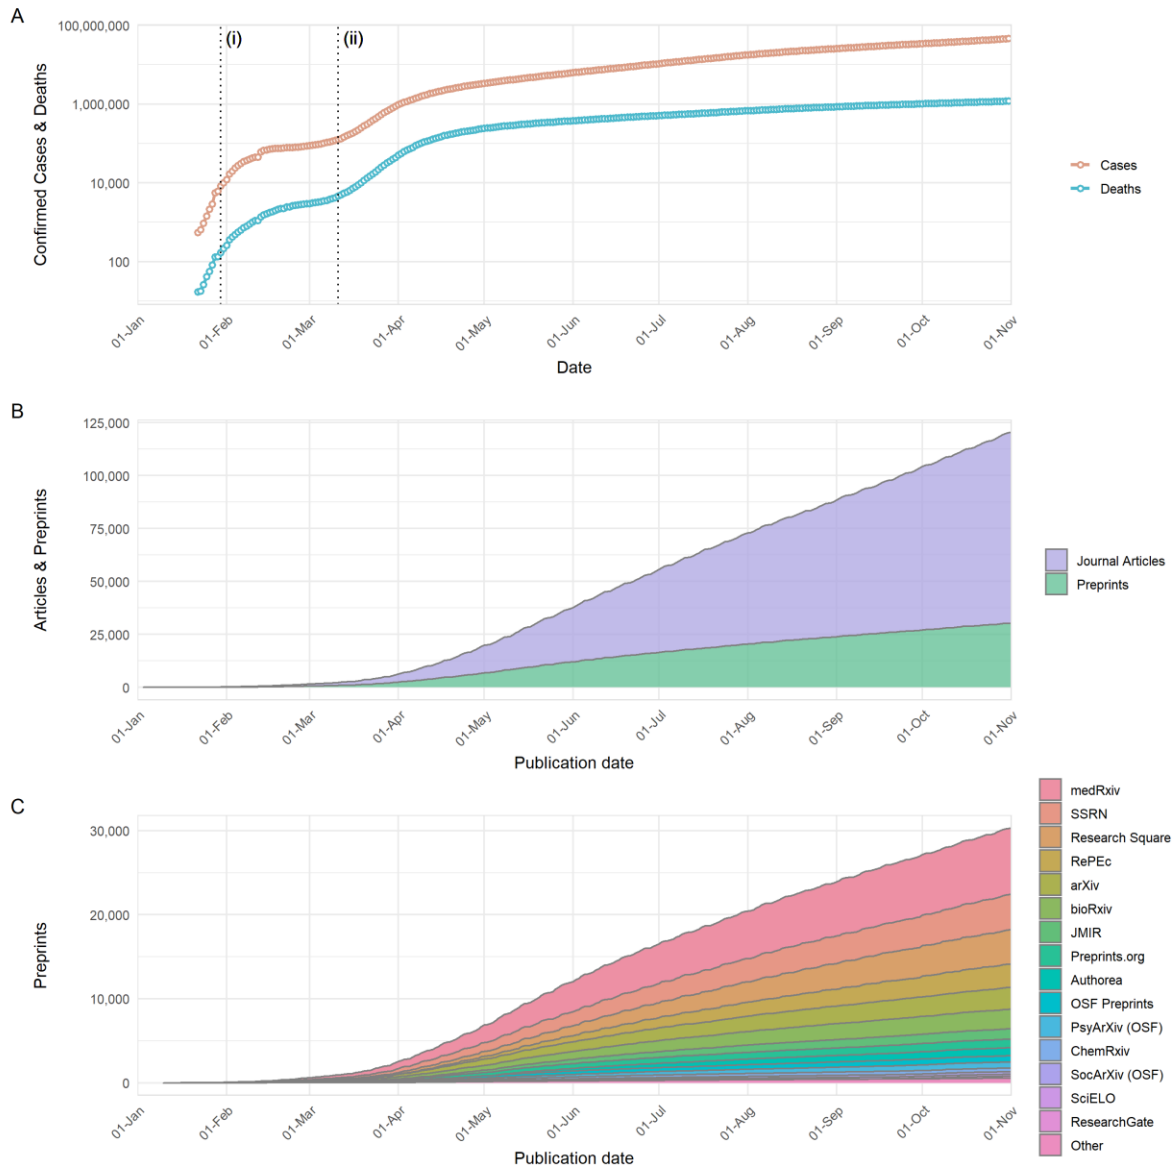 A
100,000,000
1,000,000
10,000
100
Confirmed Cases & Deaths
(i)
(ii)
Cases
Deaths
01-Jan
01-Feb
01-Mar
01-Apr
01-May
01-Jun
01-Jul
01-Aug
01-Sep
01-Oct
01-Nov
Date
B
125,000
100,000
75,000
50,000
25,000
0
Articles & Preprints
Journal Articles
Preprints
01-Jan
01-Feb
01-Mar
01-Apr
01-May
01-Jun
01-Jul
01-Aug
01-Sep
01-Oct
01-Nov
Publication date
C
30,000
20,000
10,000
0
Preprints
medRxiv
SSRN
Research Square
RePEc
arXiv
bioRxiv
JMIR
Preprints.org
Authorea
OSF Preprints
PsyArXiv (OSF)
ChemRxiv
SocArXiv (OSF)
SciELO
ResearchGate
Other
01-Jan
01-Feb
01-Mar
01-Apr
01-May
01-Jun
01-Jul
01-Aug
01-Sep
01-Oct
01-Nov
Publication date